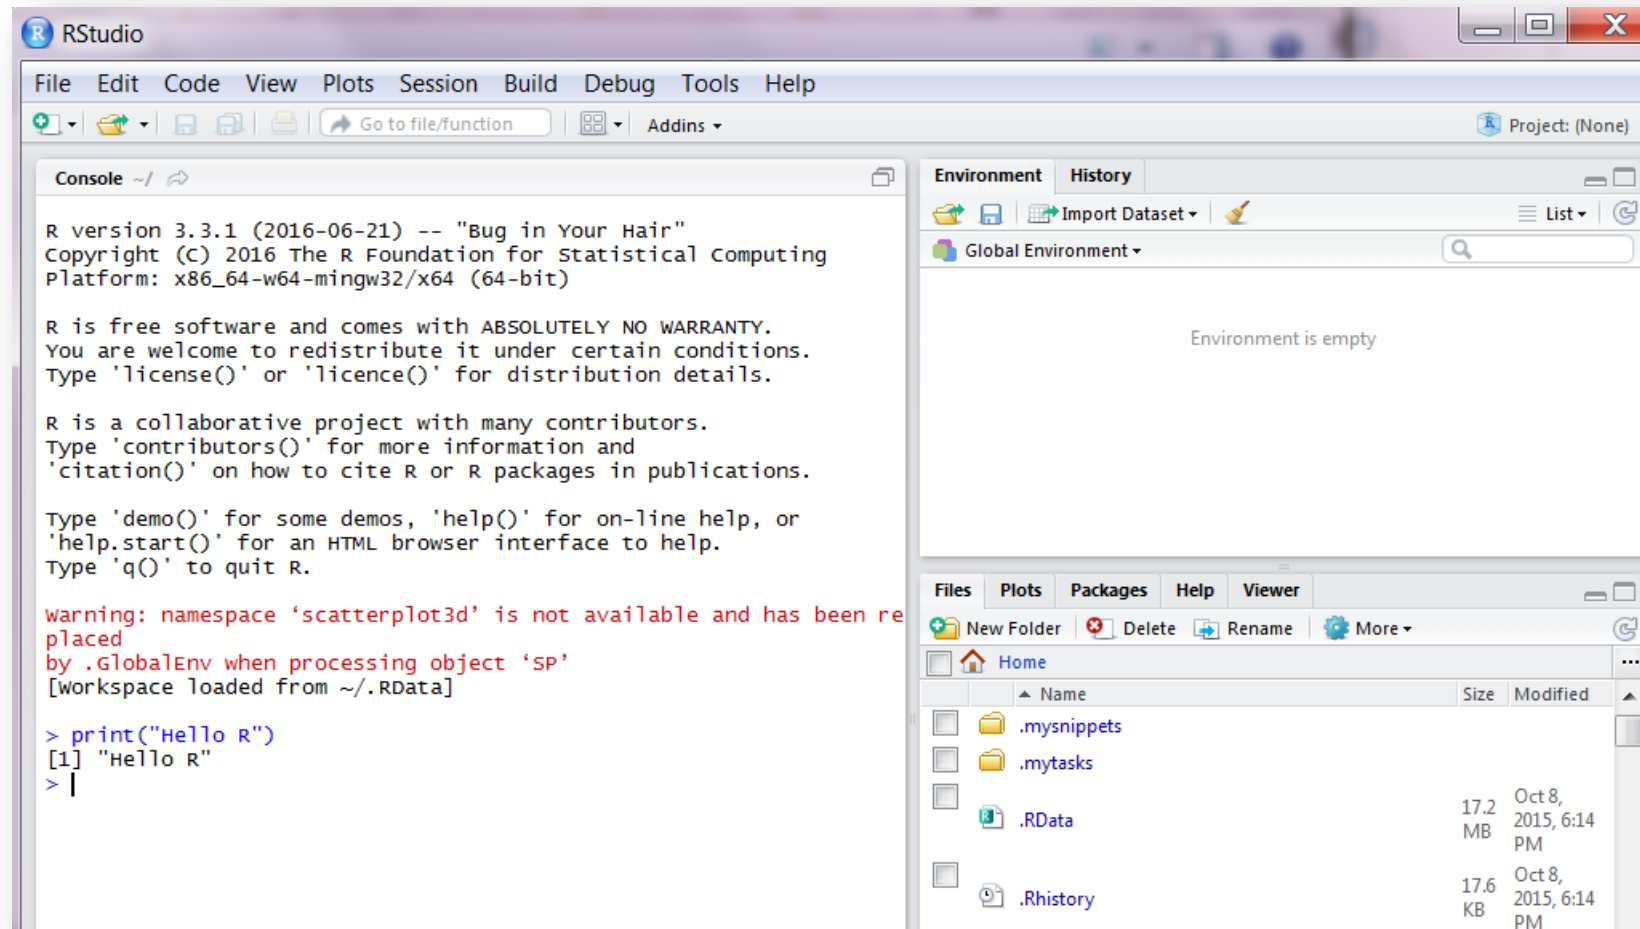 RStudio
File Edit Code View Plots Session Build Debug Tools Help
Go to file/function Addins Project: (None)
Console ~/
R version 3.3.1 (2016-06-21) -- "Bug in Your Hair"
Copyright (C) 2016 The R Foundation for Statistical Computing
Platform: x86_64-w64-mingw32/x64 (64-bit)
R is free software and comes with ABSOLUTELY NO WARRANTY.
You are welcome to redistribute it under certain conditions.
Type 'license()' or 'licence()' for distribution details.
R is a collaborative project with many contributors.
Type 'contributors()' for more information and
'citation()' on how to cite R or R packages in publications.
Type 'demo()' for some demos, 'help()' for on-line help, or
'help.start()' for an HTML browser interface to help.
Type 'q()' to quit R.
Warning: namespace ‘scatterplot3d’ is not available and has been re
placed
by .GlobalEnv when processing object ‘SP’
[Workspace loaded from ~/.RData]
> print("Hello R")
[1] "Hello R"
>
Environment History
Import Dataset List
Global Environment
Environment is empty
Files Plots Packages Help Viewer
New Folder Delete Rename More
Home ...
Name Size Modified
.mysnippets
.mytasks
.RData 17.2 MB Oct 8, 2015, 6:14 PM
.Rhistory 17.6 KB Oct 8, 2015, 6:14 PM